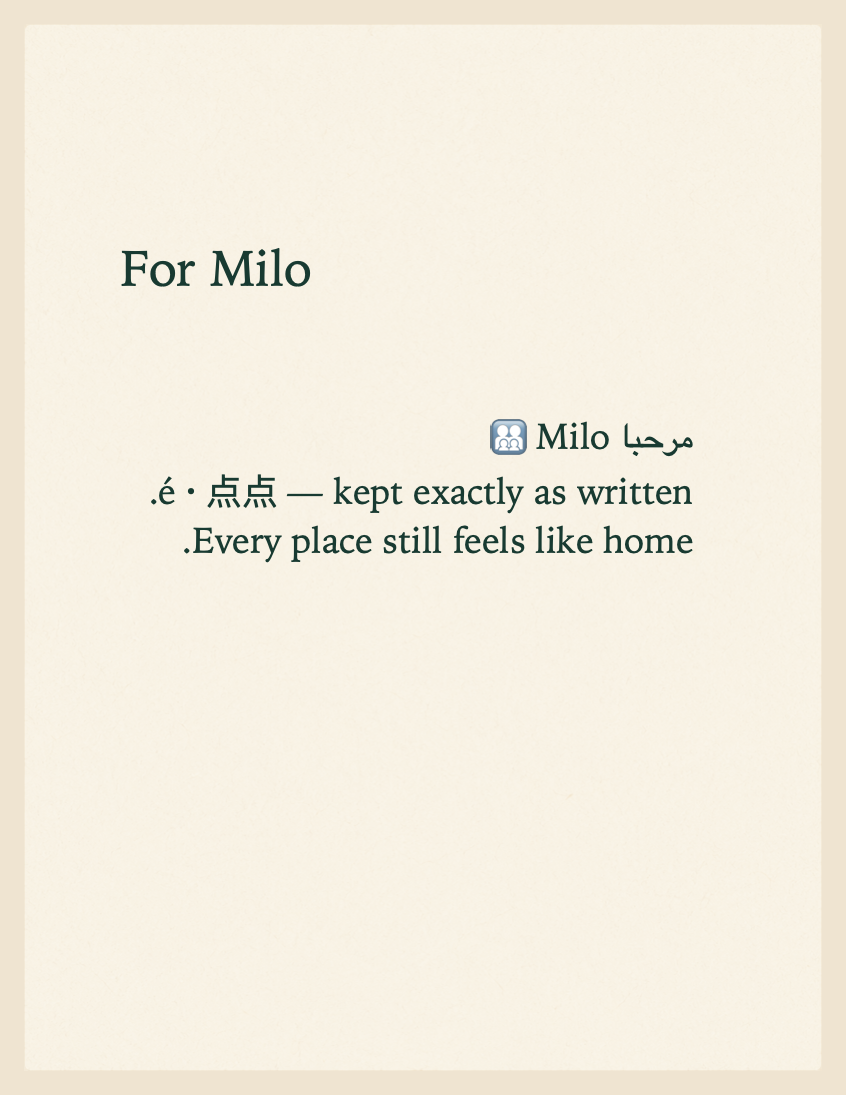 For Milo
مرحبا Milo 👨‍👩‍👧‍👦
é · 点点 — kept exactly as written.
Every place still feels like home.